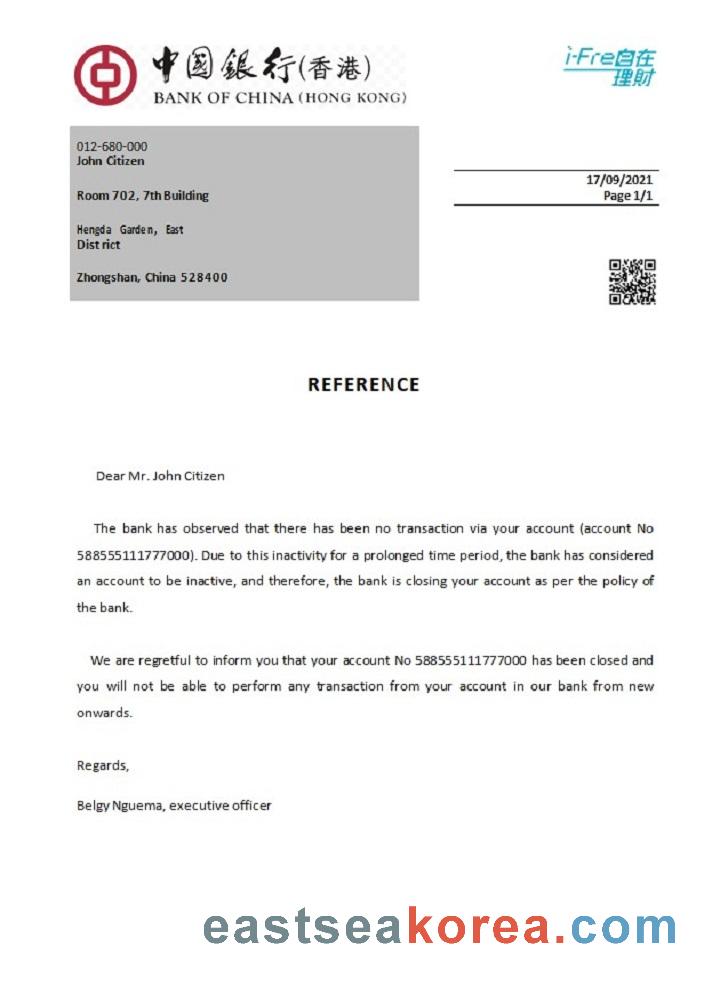 中國銀行(香港)
BANK OF CHINA (HONG KONG)
i-Free自在
理財
012-680-000
John Citizen
Room 702, 7th Building
Hengda Garden, East
District
Zhongshan, China 528400
17/09/2021
Page 1/1
REFERENCE
Dear Mr. John Citizen
The bank has observed that there has been no transaction via your account (account No
588555111777000). Due to this inactivity for a prolonged time period, the bank has considered
an account to be inactive, and therefore, the bank is closing your account as per the policy of
the bank.
We are regretful to inform you that your account No 588555111777000 has been closed and
you will not be able to perform any transaction from your account in our bank from new
onwards.
Regards,
Belgy Nguema, executive officer
eastseakorea.com